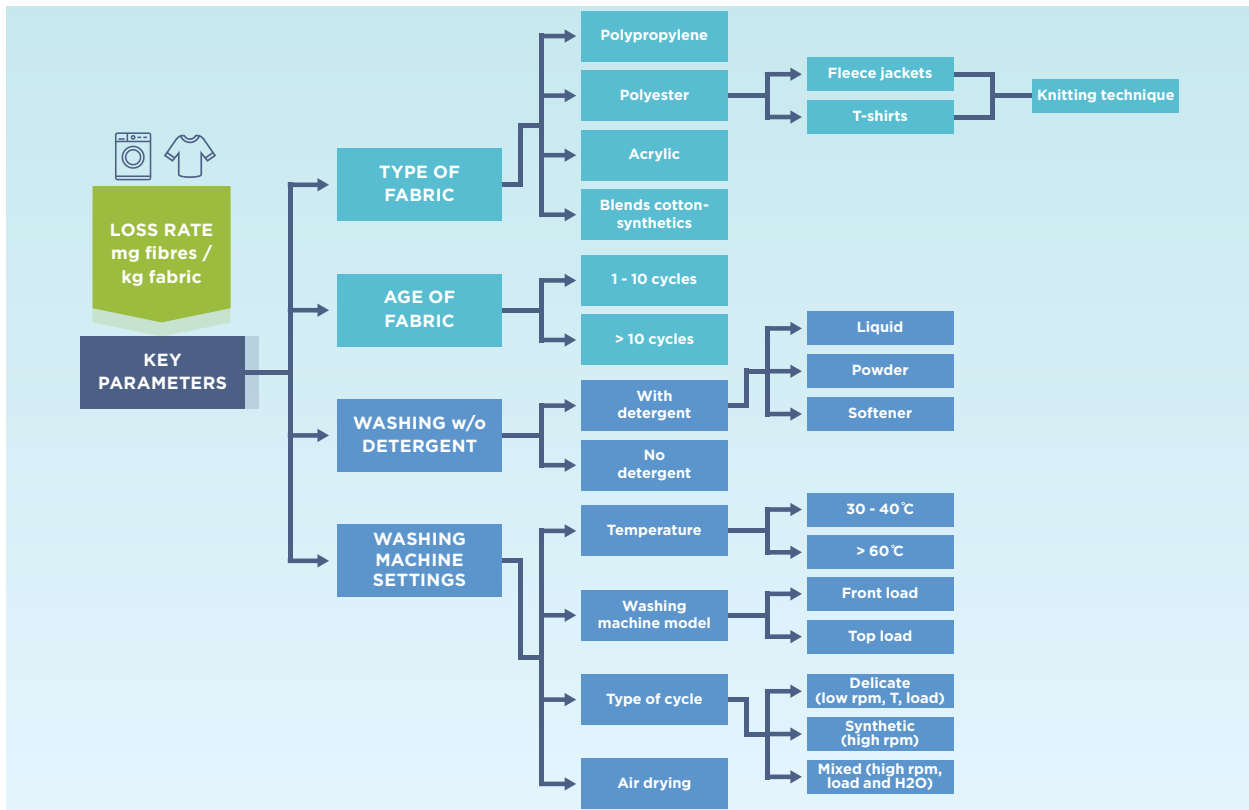 LOSS RATE
mg fibres /
kg fabric
KEY
PARAMETERS
TYPE OF
FABRIC
Polypropylene
Polyester
Fleece jackets
T-shirts
Knitting technique
Acrylic
Blends cotton-
synthetics
AGE OF
FABRIC
1 - 10 cycles
> 10 cycles
WASHING w/o
DETERGENT
With
detergent
Liquid
Powder
Softener
No
detergent
WASHING
MACHINE
SETTINGS
Temperature
30 - 40°C
> 60°C
Washing
machine model
Front load
Top load
Type of cycle
Delicate
(low rpm, T, load)
Synthetic
(high rpm)
Mixed (high rpm,
load and H2O)
Air drying